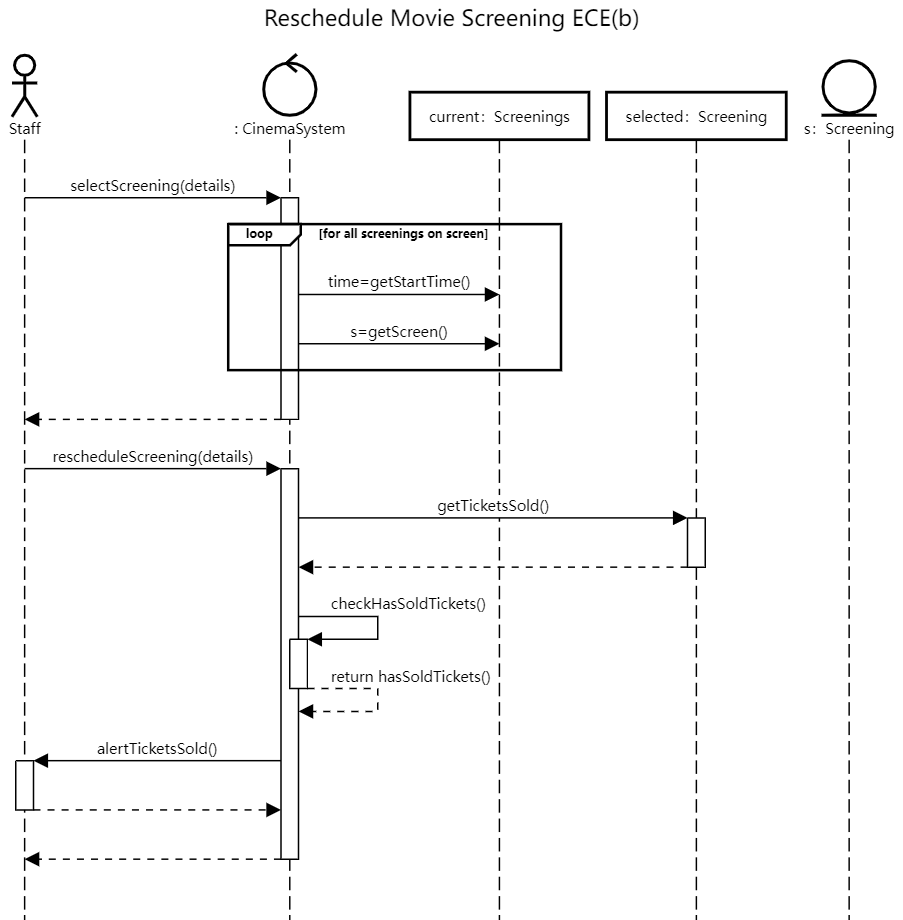 Reschedule Movie Screening ECE(b)
Staff
: CinemaSystem
current: Screenings
selected: Screening
s: Screening
selectScreening(details)
loop
[for all screenings on screen]
time=getStartTime()
s=getScreen()
rescheduleScreening(details)
getTicketsSold()
checkHasSoldTickets()
return hasSoldTickets()
alertTicketsSold()